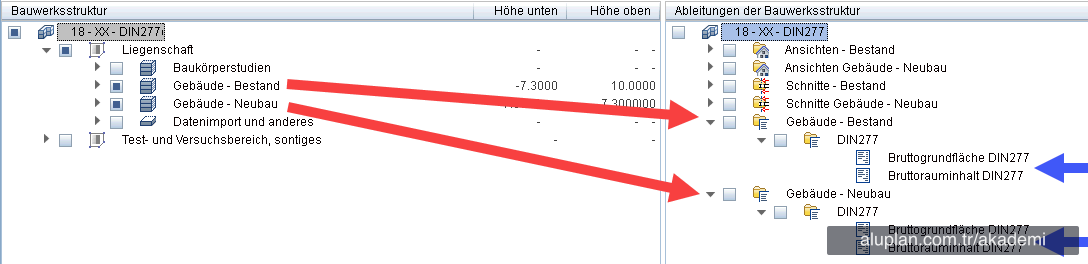 Bauwerksstruktur Höhe unten Höhe oben
18 - XX - DIN277
Liegenschaft - -
Baukörperstudien - -
Gebäude - Bestand -7.3000 10.0000
Gebäude - Neubau 7.3000
Datenimport und anderes - -
Test- und Versuchsbereich, sontiges - -
Ableitungen der Bauwerksstruktur
18 - XX - DIN277
Ansichten - Bestand
Ansichten Gebäude - Neubau
Schnitte - Bestand
Schnitte Gebäude - Neubau
Gebäude - Bestand
DIN277
Bruttogrundfläche DIN277
Bruttorauminhalt DIN277
Gebäude - Neubau
DIN277
Bruttogrundfläche DIN277
aluplan.com.tr/akademi
Bruttorauminhalt DIN277